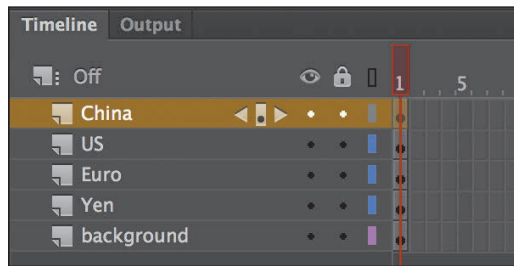 Timeline Output
Off 1 5
China
US
Euro
Yen
background